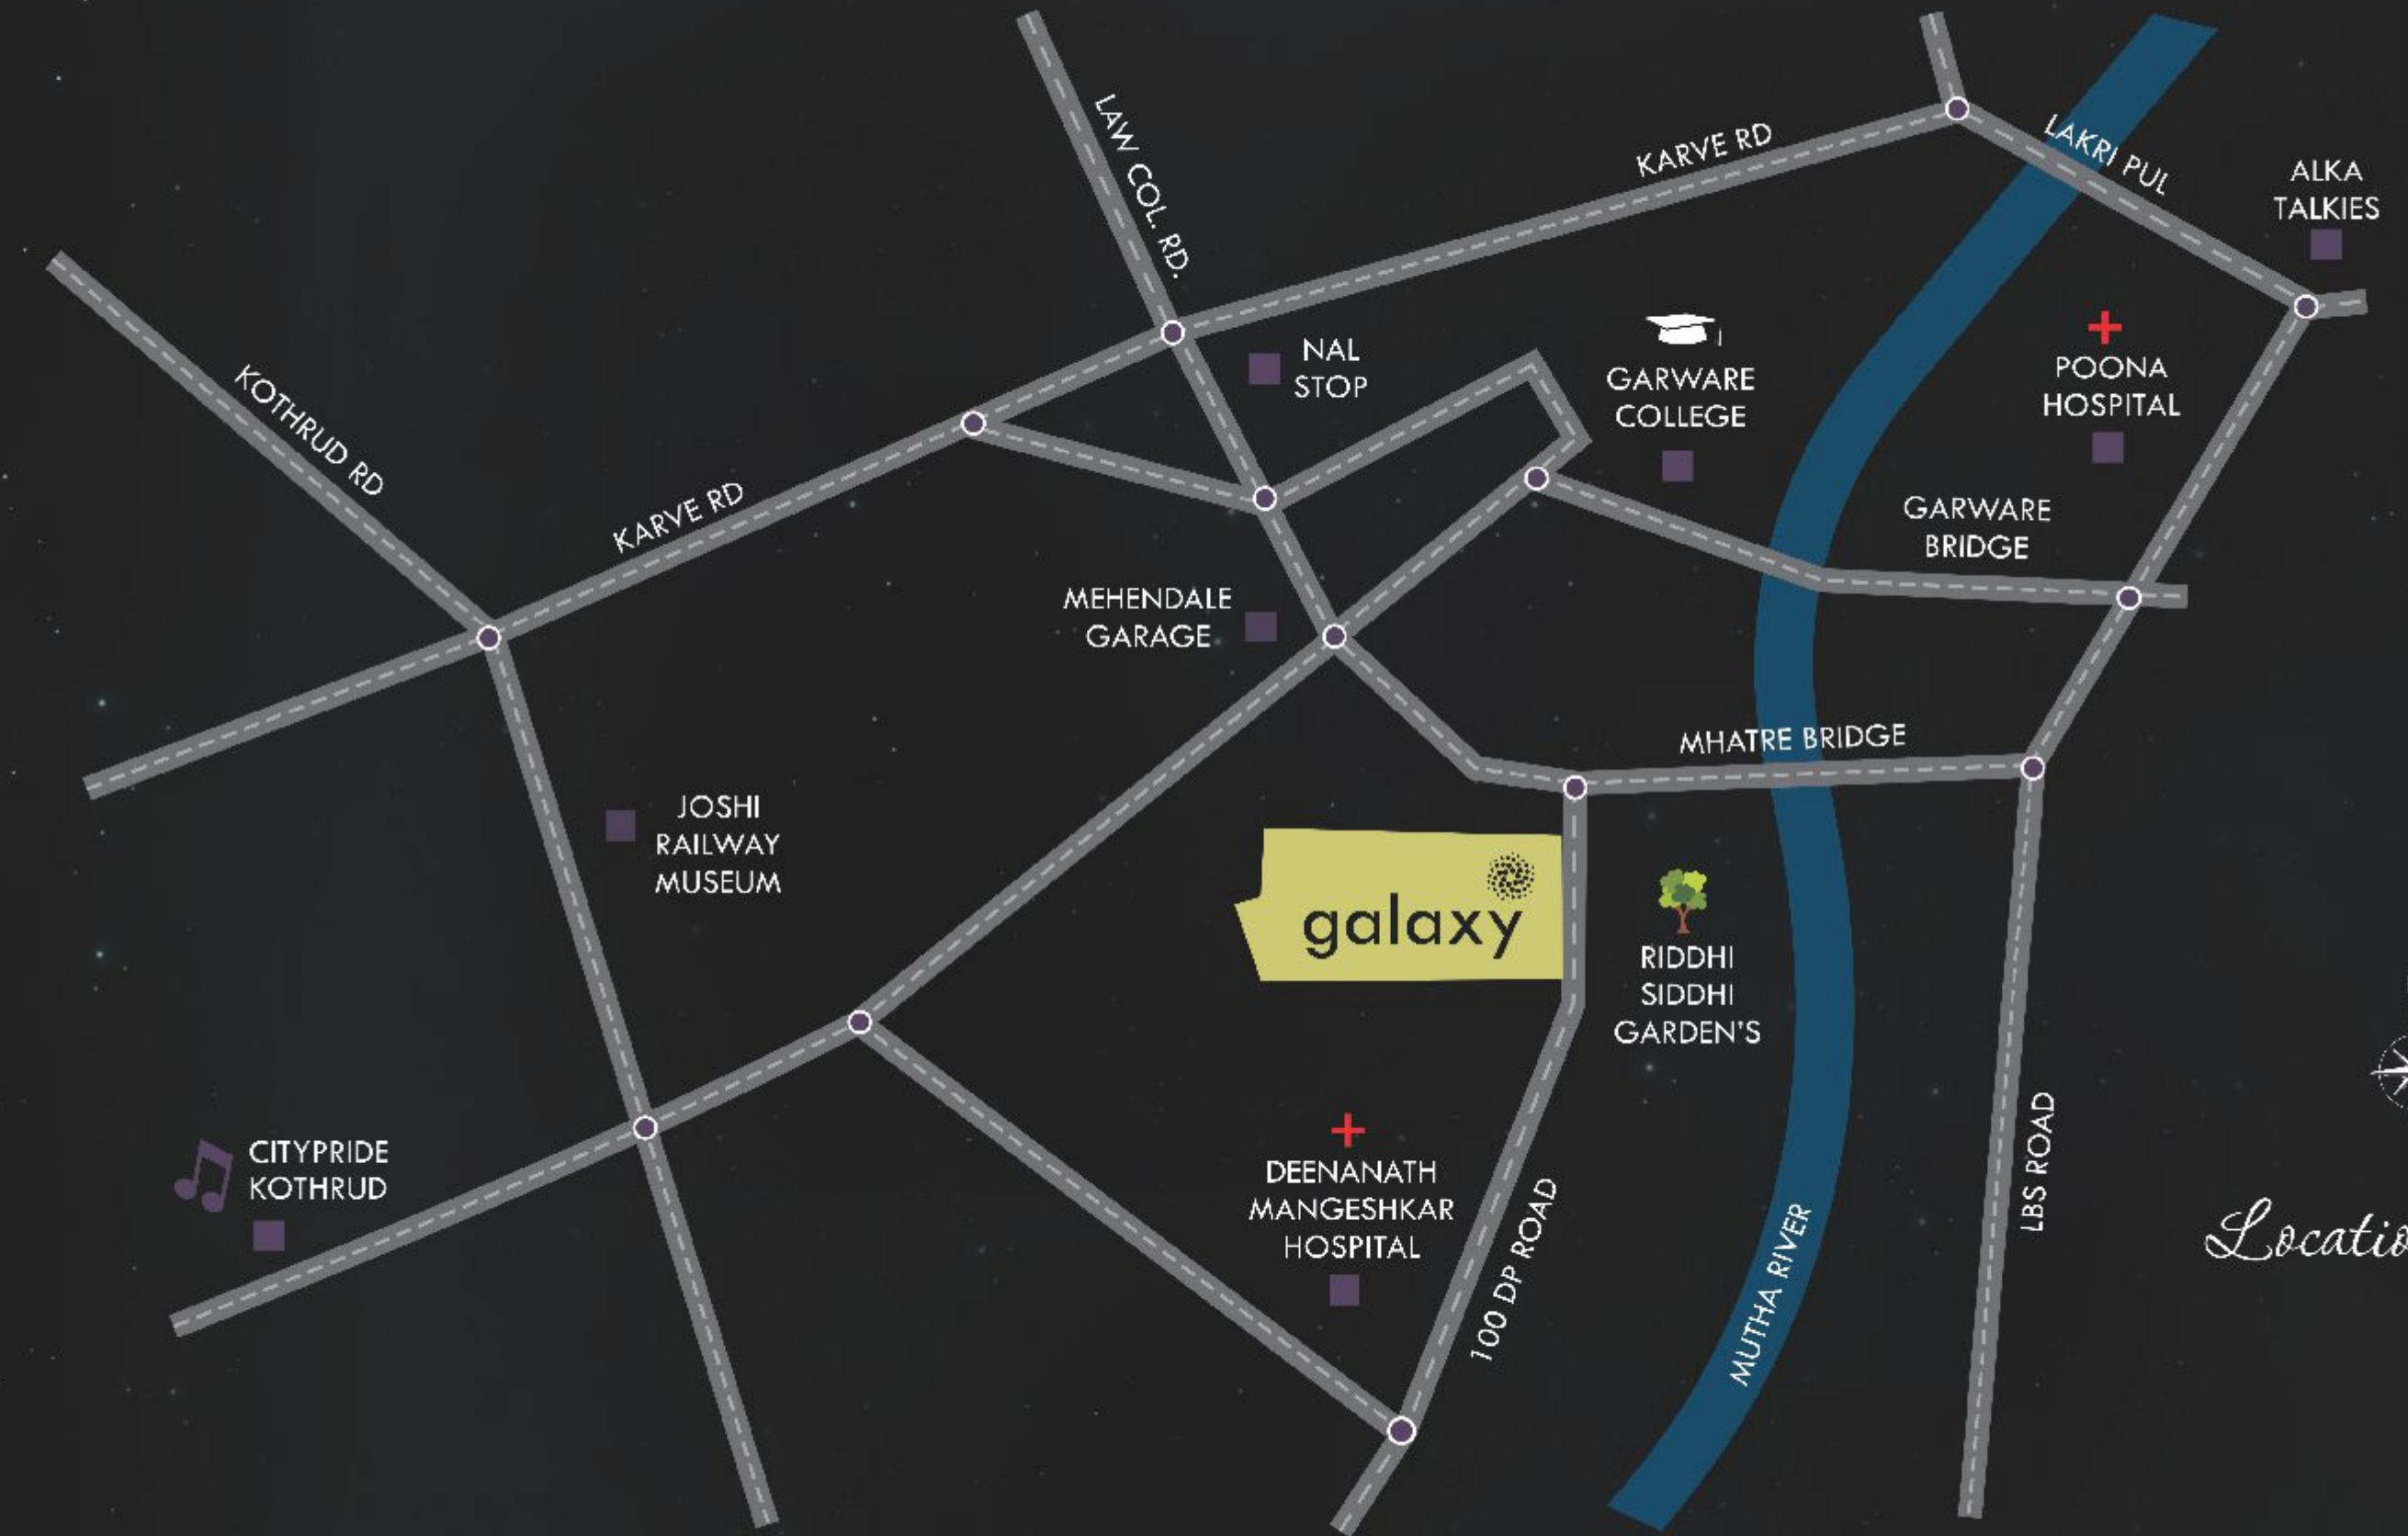 LAW COL. RD.
KARVE RD
LAKRI PUL
ALKA
TALKIES
KOTHRUD RD
KARVE RD
NAL
STOP
GARWARE
COLLEGE
POONA
HOSPITAL
GARWARE
BRIDGE
MEHENDALE
GARAGE
MHATRE BRIDGE
JOSHI
RAILWAY
MUSEUM
galaxy
RIDDHI
SIDDHI
GARDEN'S
CITYPRIDE
KOTHRUD
DEENANATH
MANGESHKAR
HOSPITAL
100 DP ROAD
MUTHA RIVER
LBS ROAD